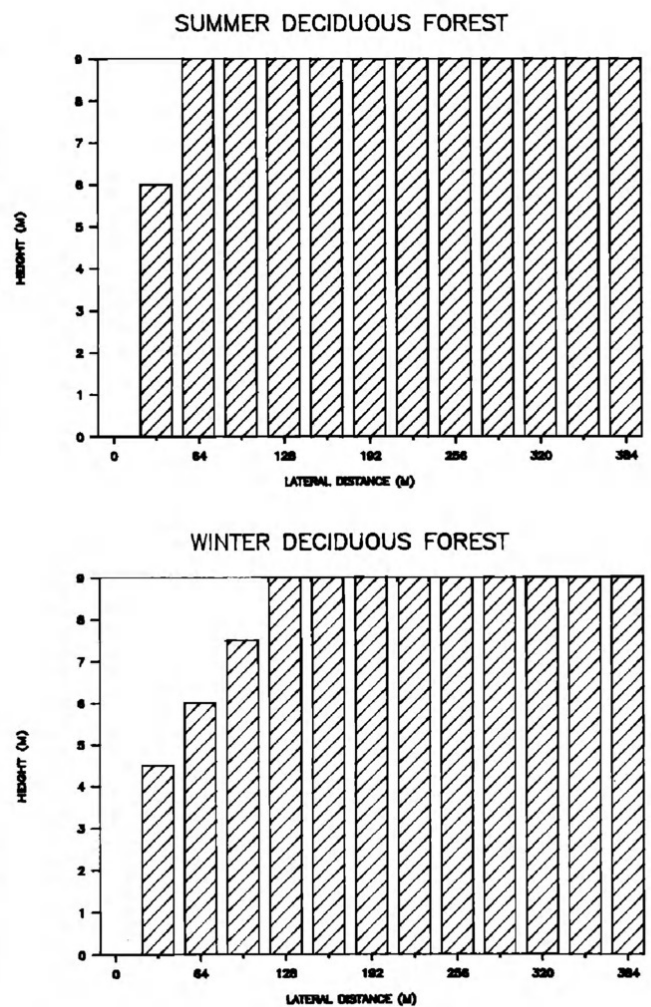 SUMMER DECIDUOUS FOREST
9
8
7
6
5
4
3
2
1
0
HEIGHT (M)
0 64 128 192 256 320 384
LATERAL DISTANCE (M)
WINTER DECIDUOUS FOREST
9
8
7
6
5
4
3
2
1
0
HEIGHT (M)
0 64 128 192 256 320 384
LATERAL DISTANCE (M)